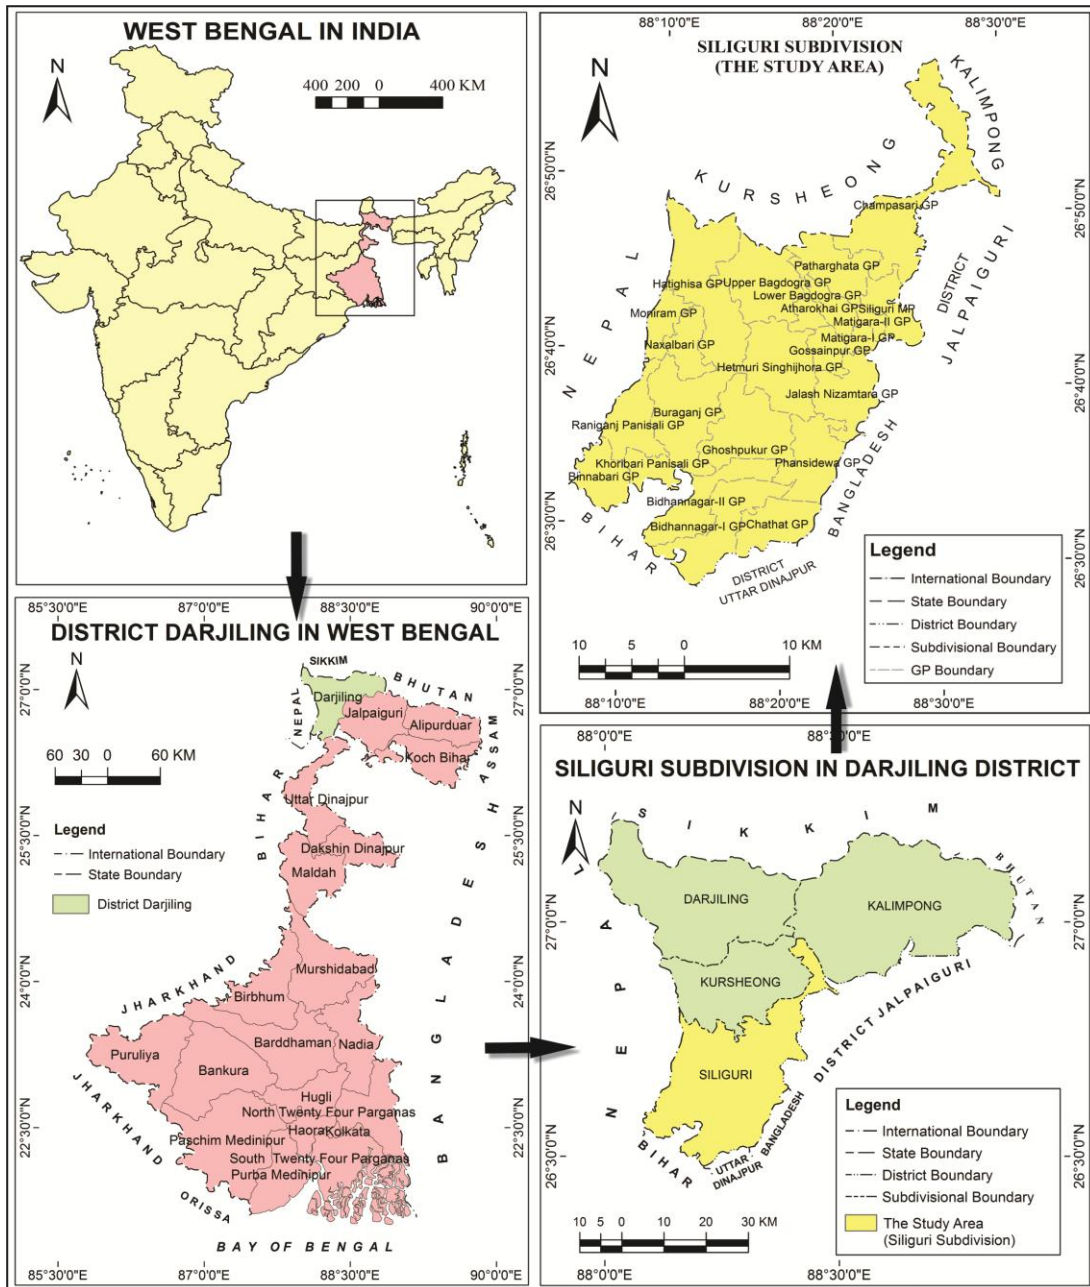 WEST BENGAL IN INDIA
N
400 200 0 400 KM
88°10'0"E 88°20'0"E 88°30'0"E
SILIGURI SUBDIVISION
(THE STUDY AREA)
N
KALIMPONG
KURSHEONG
26°50'0"N
26°50'0"N
Champasari GP
DISTRICT
JALPAIGURI
NEPAL
Patharghata GP
Hatighisa GP
Upper Bagdogra GP
Lower Bagdogra GP
Moniram GP
Atharokhai GP
Siliguri MP
Matigara-II GP
Naxalbari GP
Matigara-I GP
Gossainpur GP
26°40'0"N
26°40'0"N
Hetmuri Singhijhora GP
Jalash Nizamtara GP
Buraganj GP
Raniganj Panisali GP
BANGLADESH
Ghoshpukur GP
Khoribari Panisali GP
Phansidewa GP
Binnabari GP
Bidhannagar-II GP
26°30'0"N
26°30'0"N
BIHAR
Bidhannagar-I GP
Chathat GP
DISTRICT
UTTAR DINAJPUR
Legend
International Boundary
State Boundary
District Boundary
Subdivisional Boundary
GP Boundary
10 5 0 10 KM
88°10'0"E 88°20'0"E 88°30'0"E
85°30'0"E 87°0'0"E 88°30'0"E 90°0'0"E
DISTRICT DARJILING IN WEST BENGAL
N
SIKKIM
BHUTAN
NEPAL
27°0'0"N
27°0'0"N
Darjiling
Jalpaiguri
Alipurduar
ASSAM
Koch Bihar
60 30 0 60 KM
BIHAR
Uttar Dinajpur
25°30'0"N
25°30'0"N
Legend
International Boundary
State Boundary
District Darjiling
Dakshin Dinajpur
Maldah
BANGLADESH
24°0'0"N
24°0'0"N
JHARKHAND
Murshidabad
Birbhum
Barddhaman
Nadia
Puruliya
Bankura
JHARKHAND
Hugli
North Twenty Four Parganas
22°30'0"N
22°30'0"N
Haora
Kolkata
Paschim Medinipur
South Twenty Four Parganas
Purba Medinipur
ORISSA
BAY OF BENGAL
85°30'0"E 87°0'0"E 88°30'0"E 90°0'0"E
88°0'0"E 88°30'0"E
SILIGURI SUBDIVISION IN DARJILING DISTRICT
N
SIKKIM
BHUTAN
NEPAL
DARJILING
KALIMPONG
27°0'0"N
27°0'0"N
KURSHEONG
DISTRICT JALPAIGURI
SILIGURI
BANGLADESH
26°30'0"N
26°30'0"N
BIHAR
UTTAR
DINAJPUR
Legend
International Boundary
State Boundary
District Boundary
Subdivisional Boundary
The Study Area
(Siliguri Subdivision)
10 5 0 10 20 30 KM
88°0'0"E 88°30'0"E